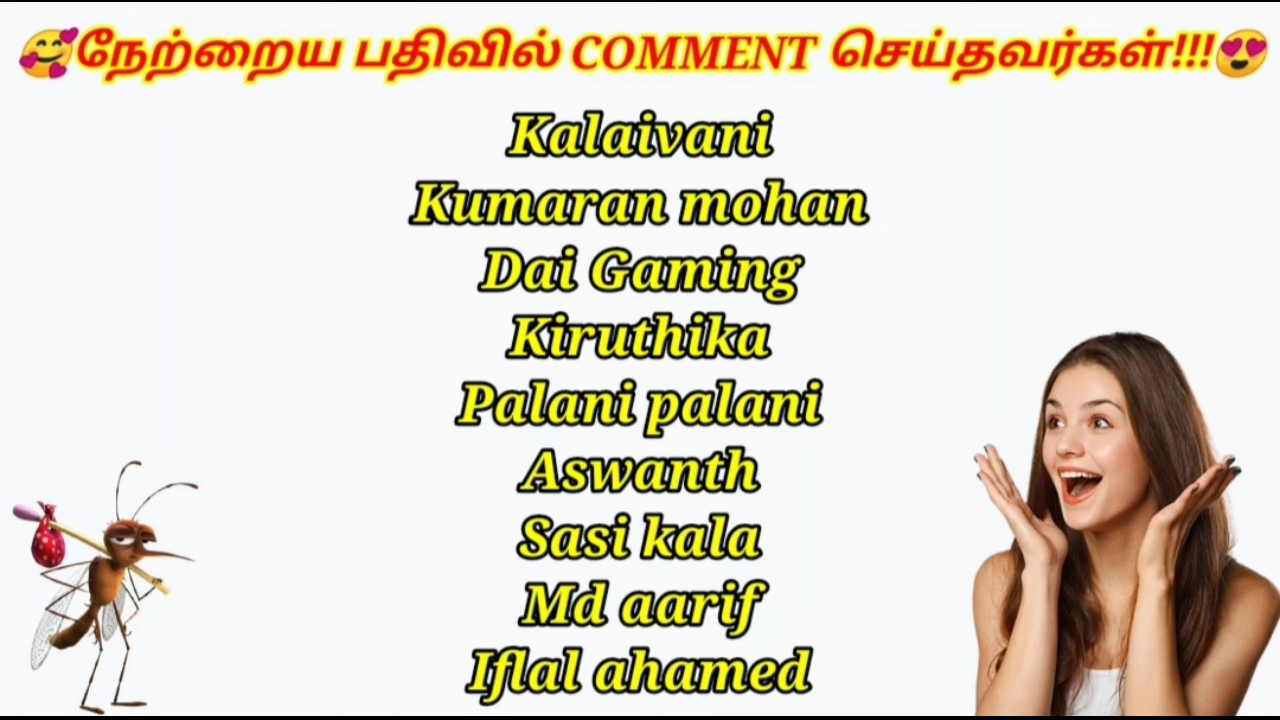 🥰நேற்றைய பதிவில் COMMENT செய்தவர்கள்!!!😍
Kalaivani
Kumaran mohan
Dai Gaming
Kiruthika
Palani palani
Aswanth
Sasi kala
Md aarif
Iflal ahamed